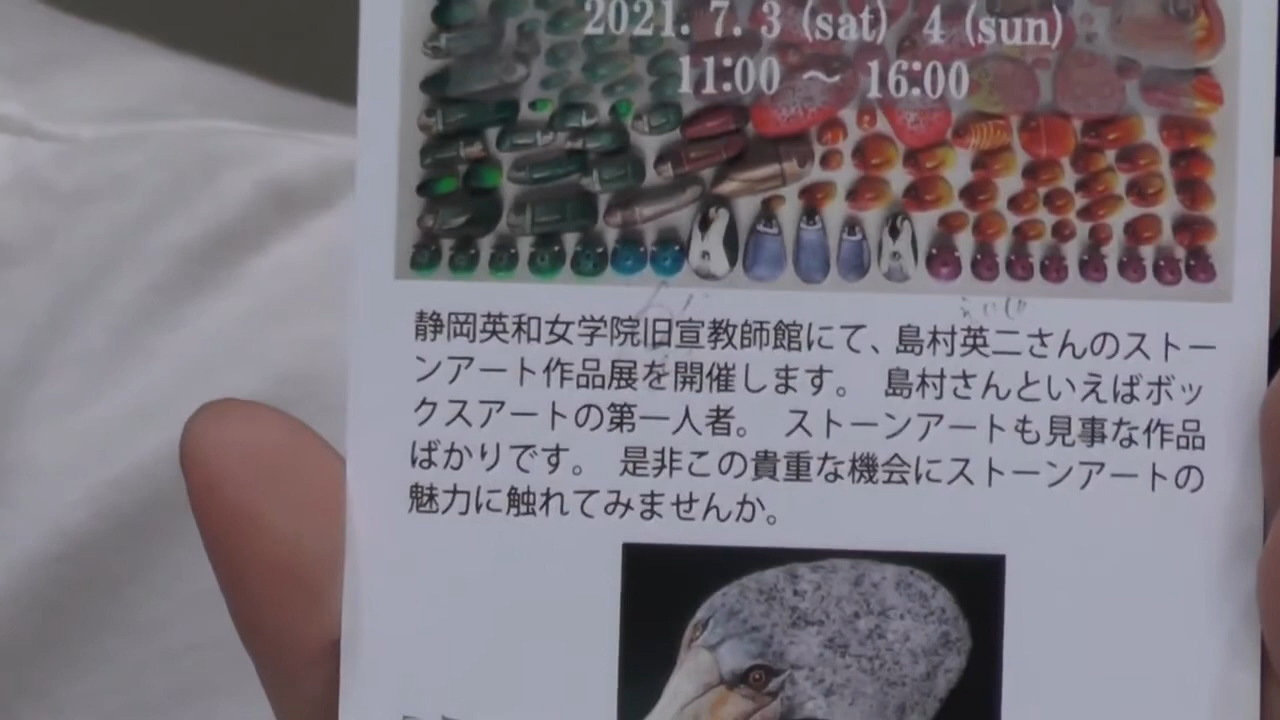 2021. 7. 3 (sat) 4 (sun)
11:00 ～ 16:00
えいじ
静岡英和女学院旧宣教師館にて、島村英二さんのストー
ンアート作品展を開催します。 島村さんといえばボッ
クスアートの第一人者。 ストーンアートも見事な作品
ばかりです。 是非この貴重な機会にストーンアートの
魅力に触れてみませんか。